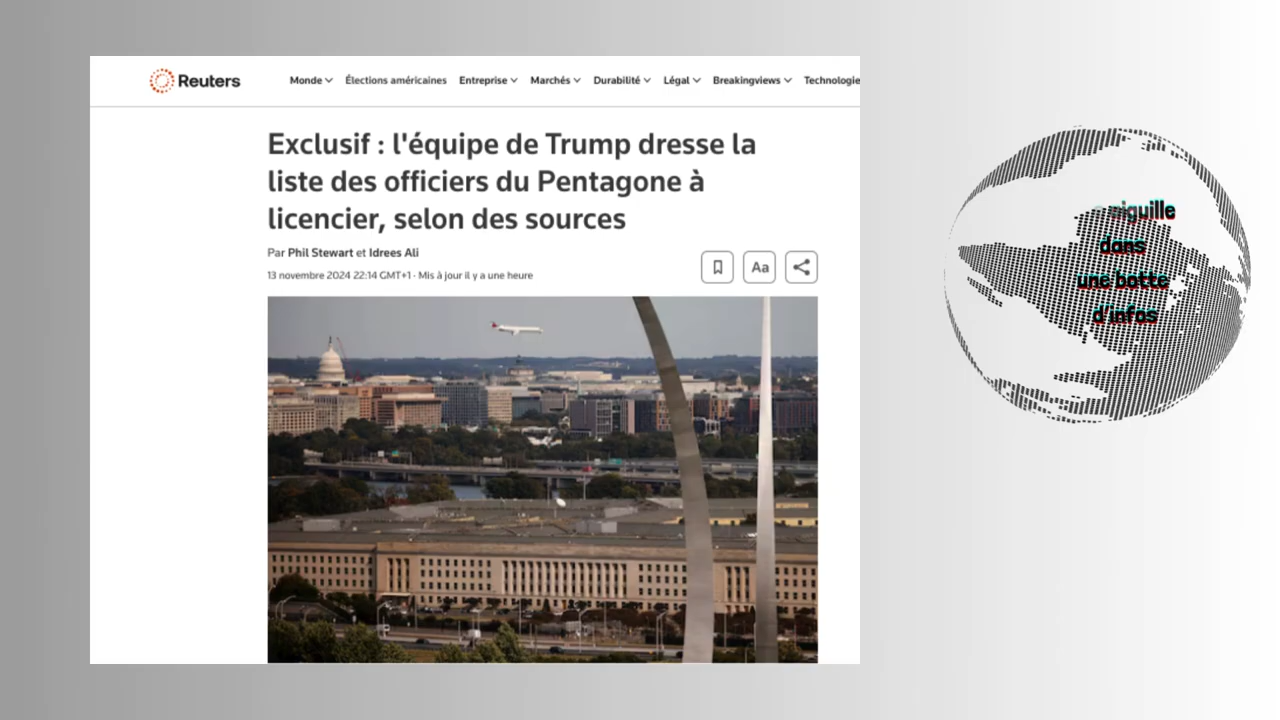 Reuters
Monde Élections américaines Entreprise Marchés Durabilité Légal Breakingviews Technologie
Exclusif : l'équipe de Trump dresse la
liste des officiers du Pentagone à
licencier, selon des sources
Par Phil Stewart et Idrees Ali
13 novembre 2024 22:14 GMT+1 · Mis à jour il y a une heure
Aa
aiguille
dans
une botte
d'infos